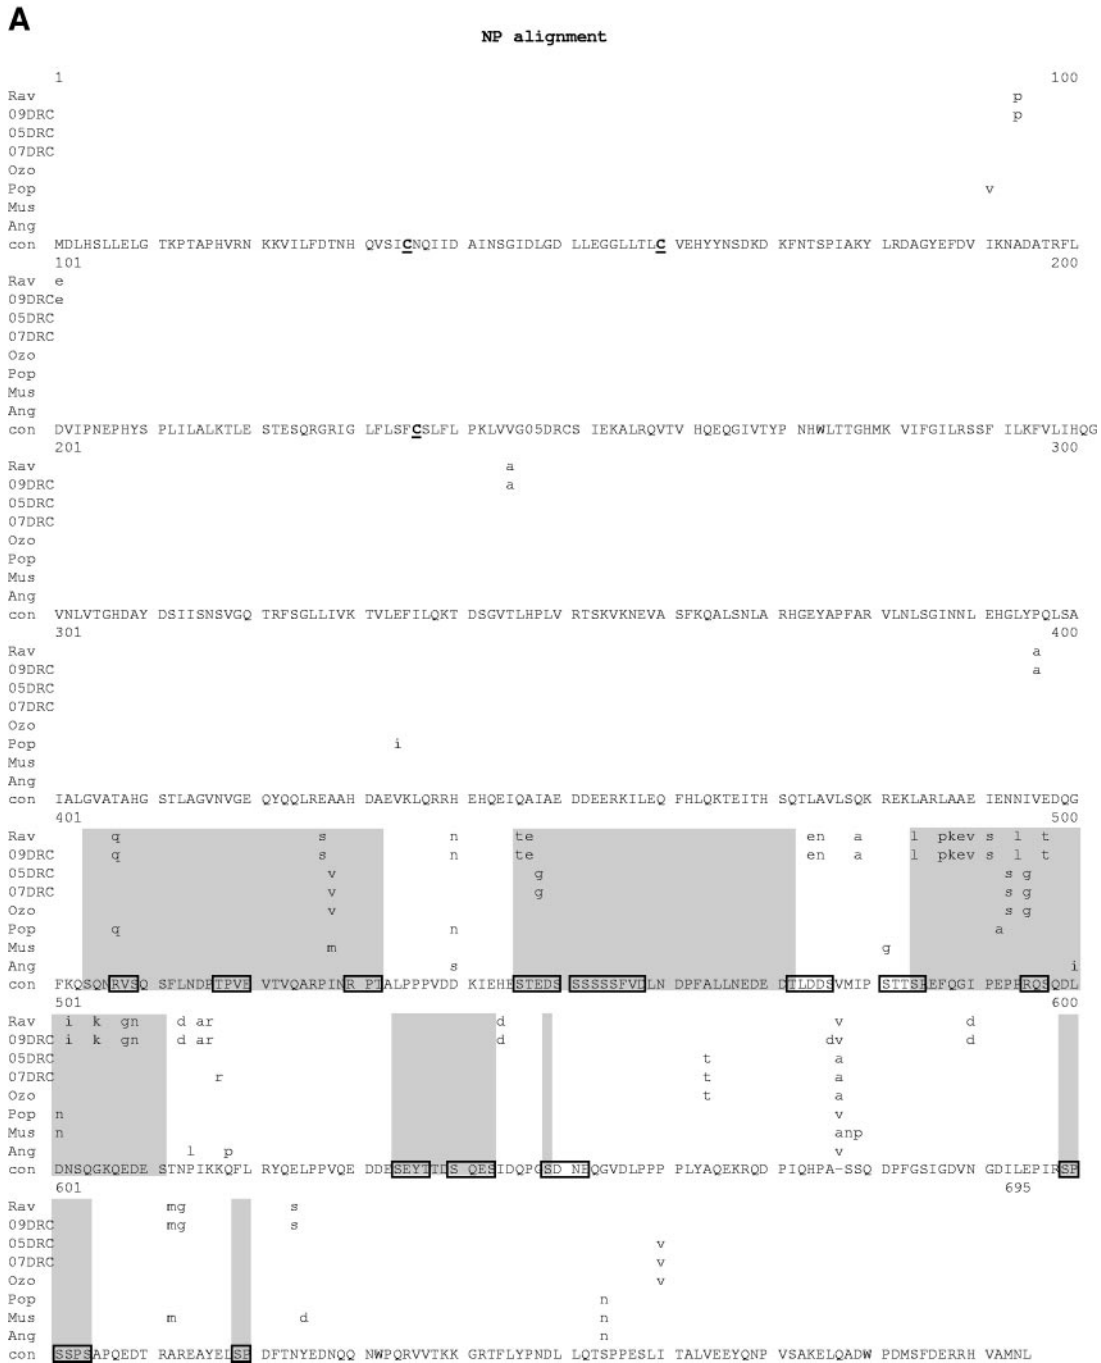 A
NP alignment
1 100
Rav p
09DRC p
05DRC
07DRC
Ozo
Pop v
Mus
Ang
con MDLHSLLELG TKPTAPHVRN KKVILFDTNH QVSICNQIID AINSGIDLGD LLEGGLLTLC VEHYYNSDKD KFNTSPIAKY LRDAGYEFDV IKNADATRFL
101 200
Rav e
09DRCe
05DRC
07DRC
Ozo
Pop
Mus
Ang
con DVIPNEPHYS PLILALKTLE STESQRGRIG LFLSFCSLFL PKLVVG05DRCS IEKALRQVTV HQEQGIVTYP NHWLTTGHMK VIFGILRSSF ILKFVLIHQG
201 300
Rav a
09DRC a
05DRC
07DRC
Ozo
Pop
Mus
Ang
con VNLVTGHDAY DSIISNSVGQ TRFSGLLIVK TVLEFILQKT DSGVTLHPLV RTSKVKNEVA SFKQALSNLA RHGEYAPFAR VLNLSGINNL EHGLYPQLSA
301 400
Rav a
09DRC a
05DRC
07DRC
Ozo
Pop i
Mus
Ang
con IALGVATAHG STLAGVNVGE QYQQLREAAH DAEVKLQRRH EHQEIQAIAE DDEERKILEQ FHLQKTEITH SQTLAVLSQK REKLARLAAE IENNIVEDQG
401 500
Rav q s n te en a l pkev s l t
09DRC q s n te en a l pkev s l t
05DRC v g s g
07DRC v g s g
Ozo v s g
Pop q n a
Mus m g
Ang s i
con FKQSQNRVSQ SFLNDPTPVE VTVQARPINR PTALPPPVDD KIEHESTEDS SSSSSFVDLN DPFALLNEDE DTLDDSVMIP STTSREFQGI PEPPRQSQDL
501 600
Rav i k gn d ar d v d
09DRC i k gn d ar d dv d
05DRC t a
07DRC r t a
Ozo t a
Pop n v
Mus n anp
Ang l p v
con DNSQGKQEDE STNPIKKQFL RYQELPPVQE DDESEYTTDS QESIDQPGSD NEQGVDLPPP PLYAQEKRQD PIQHPA-SSQ DPFGSIGDVN GDILEPIRSP
601 695
Rav mg s
09DRC mg s
05DRC v
07DRC v
Ozo v
Pop n
Mus m d n
Ang n
con SSPSAPQEDT RAREAYELSP DFTNYEDNQQ NWPQRVVTKK GRTFLYPNDL LQTSPPESLI TALVEEYQNP VSAKELQADW PDMSFDERRH VAMNL